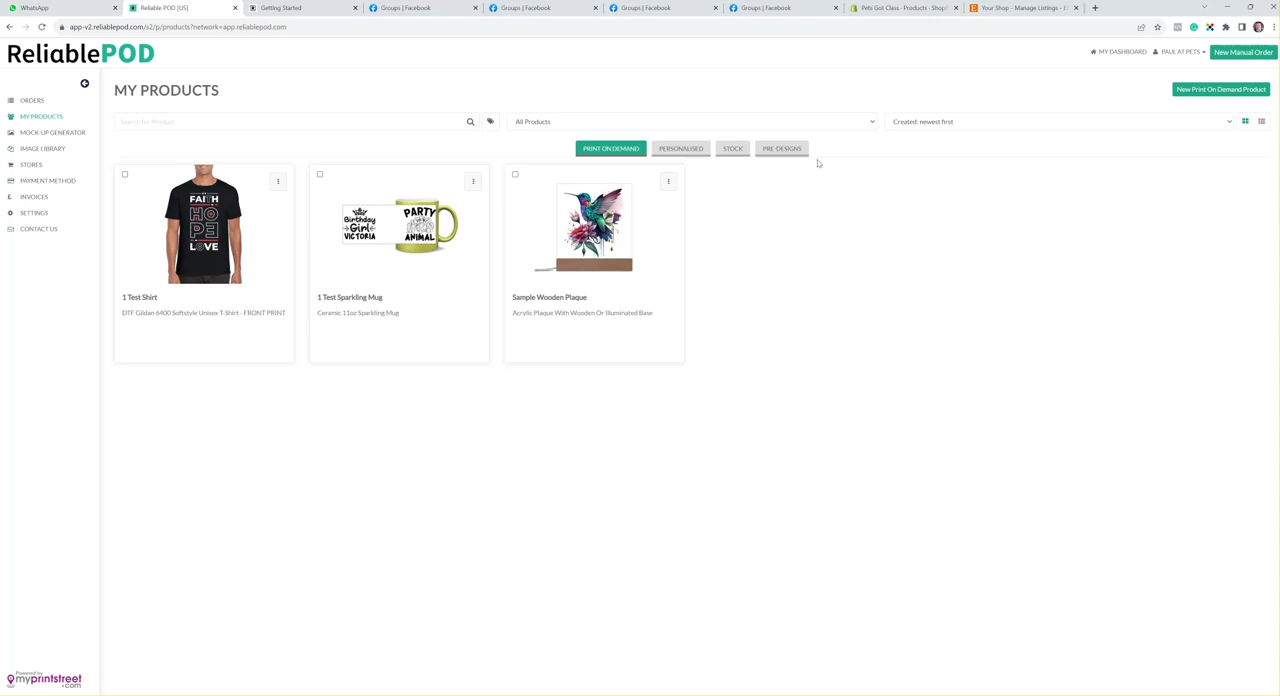 WhatsApp
Reliable POD [US]
Getting Started
Groups | Facebook
Groups | Facebook
Groups | Facebook
Groups | Facebook
Pets Got Class - Products - Shopif
Your Shop - Manage Listings - Et
app-v2.reliablepod.com/s2/p/products?network=app.reliablepod.com
ReliablePOD
MY DASHBOARD
PAUL AT PETS
New Manual Order
ORDERS
MY PRODUCTS
MOCK-UP GENERATOR
IMAGE LIBRARY
STORES
PAYMENT METHOD
INVOICES
SETTINGS
CONTACT US
MY PRODUCTS
New Print On Demand Product
Search for Product
All Products
Created: newest first
PRINT ON DEMAND
PERSONALISED
STOCK
PRE-DESIGNS
FAITH
HO
PE
LOVE
1 Test Shirt
DTF Gildan 6400 Softstyle Unisex T-Shirt - FRONT PRINT
Birthday
Girl
VICTORIA
PARTY
ANIMAL
1 Test Sparkling Mug
Ceramic 11oz Sparkling Mug
Sample Wooden Plaque
Acrylic Plaque With Wooden Or Illuminated Base
Powered by
myprintstreet
.com